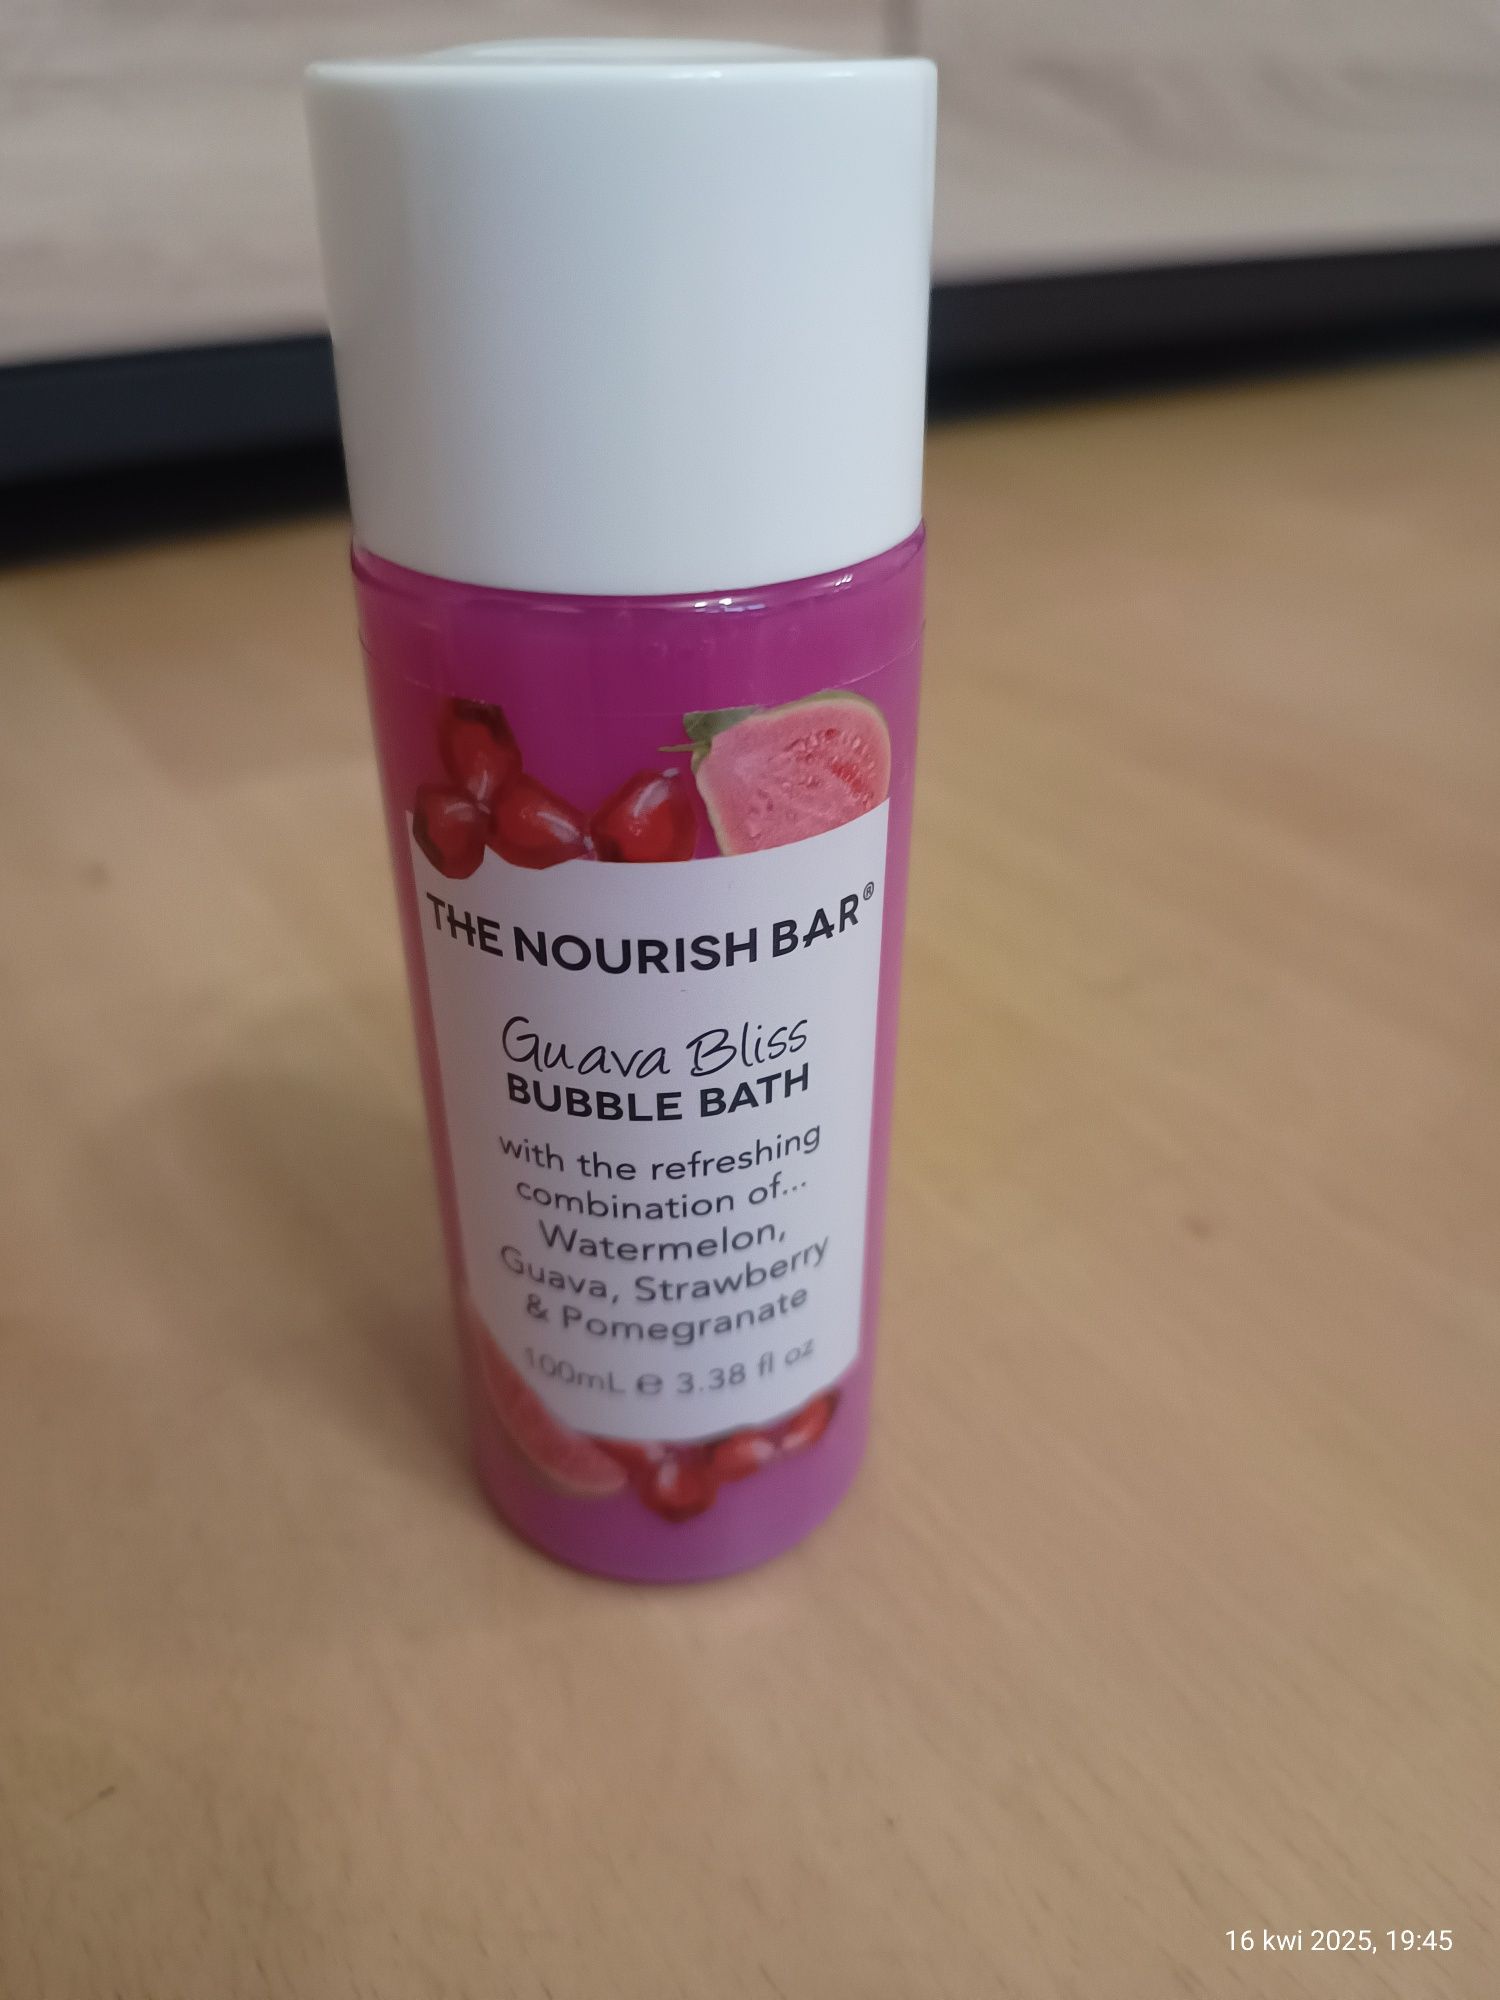 THE NOURISH BAR®
Guava Bliss
BUBBLE BATH
with the refreshing
combination of...
Watermelon,
Guava, Strawberry
& Pomegranate
100mL ℮ 3.38 fl oz
16 kwi 2025, 19:45